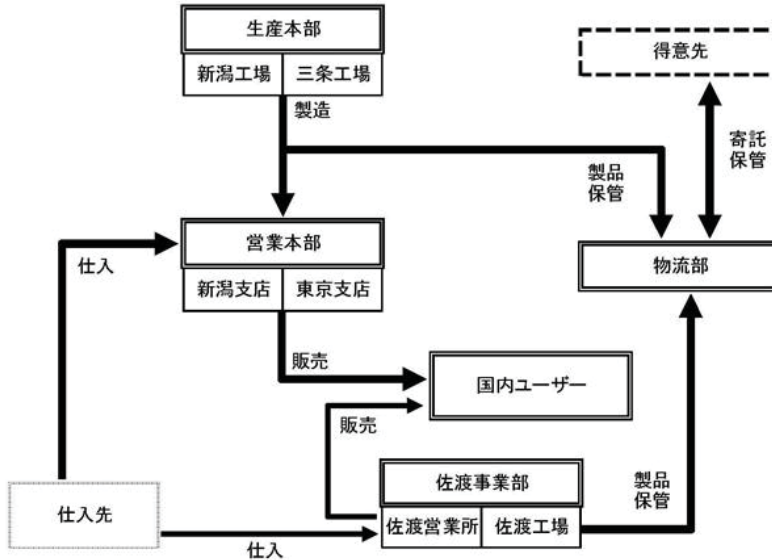 生産本部
新潟工場
三条工場
得意先
製造
寄託
保管
製品
保管
営業本部
新潟支店
東京支店
仕入
物流部
販売
国内ユーザー
販売
佐渡事業部
佐渡営業所
佐渡工場
製品
保管
仕入先
仕入